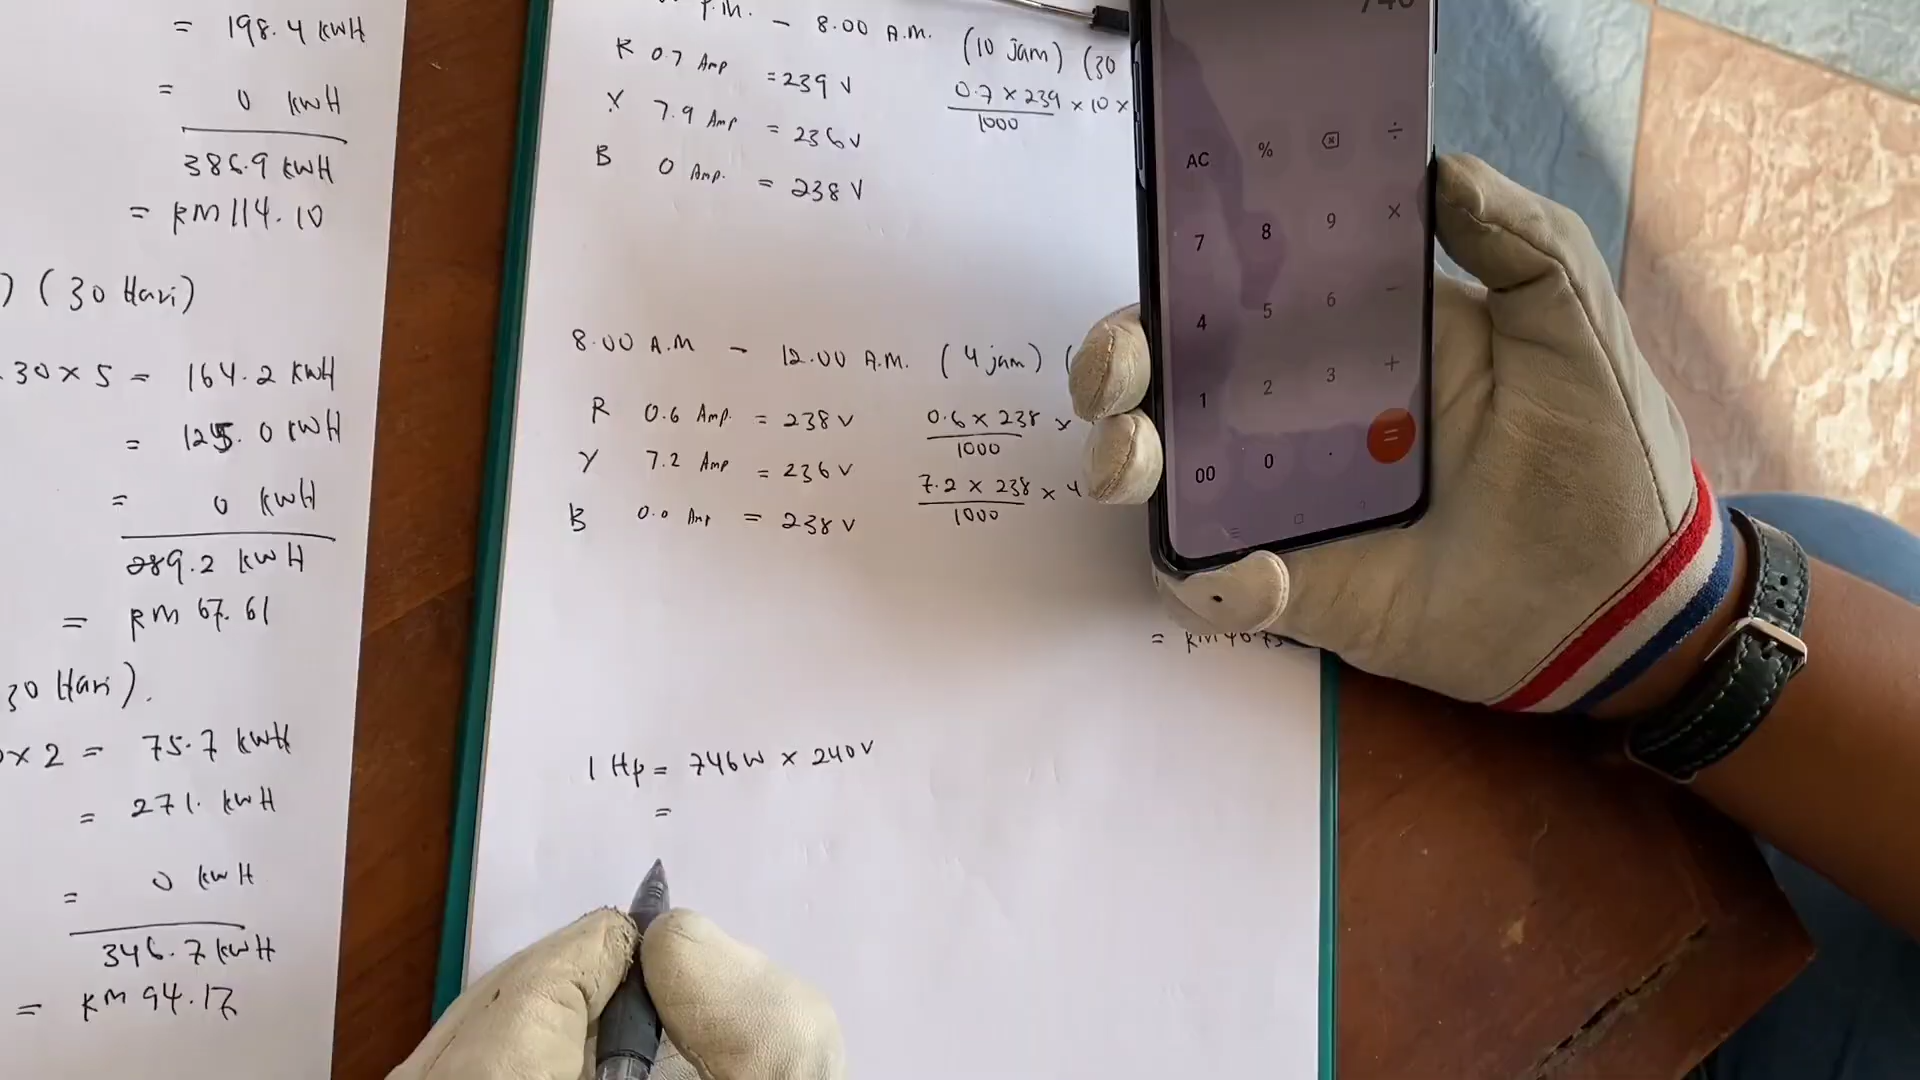 = 198.4 kWH
= 0 kWH
386.9 kWH
= RM 114.10
) (30 Hari)
30 x 5 = 164.2 kWH
= 125.0 kWH
= 0 kWH
289.2 kWH
= RM 67.61
30 Hari).
x 2 = 75.7 kWH
= 271. kWH
= 0 kWH
346.7 kWH
= RM 94.17
P.M. - 8.00 A.M. (10 jam) (30
R 0.7 Amp = 239 V 0.7 x 239 x 10 x
1000
Y 7.9 Amp = 236 V
B 0 Amp. = 238 V
8.00 A.M - 12.00 A.M. (4 jam) (
R 0.6 Amp. = 238 V 0.6 x 238 x
1000
Y 7.2 Amp = 236 V 7.2 x 238 x 4
1000
B 0.0 Amp = 238 V
1 Hp = 746W x 240V
=
AC % ÷
7 8 9 ×
4 5 6 −
1 2 3 +
00 0 . =